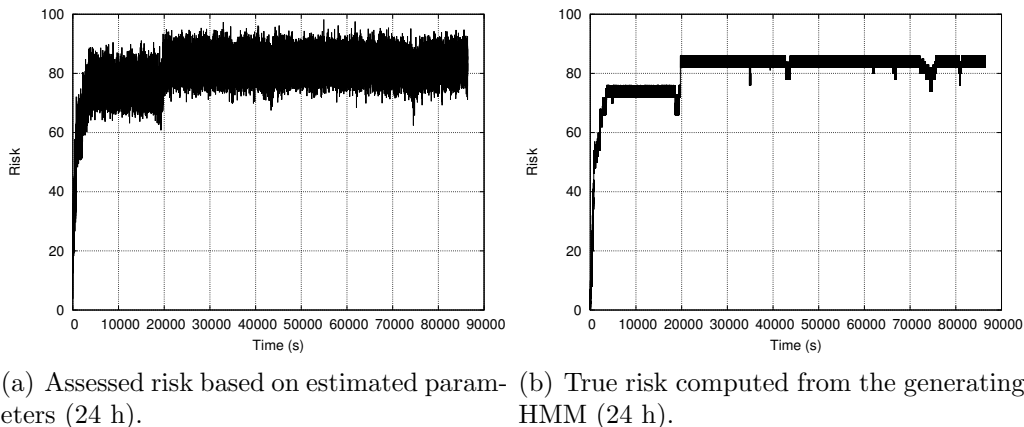 100
80
60
40
20
0
Risk
0 10000 20000 30000 40000 50000 60000 70000 80000 90000
Time (s)
(a) Assessed risk based on estimated param-
eters (24 h).
100
80
60
40
20
0
Risk
0 10000 20000 30000 40000 50000 60000 70000 80000 90000
Time (s)
(b) True risk computed from the generating
HMM (24 h).